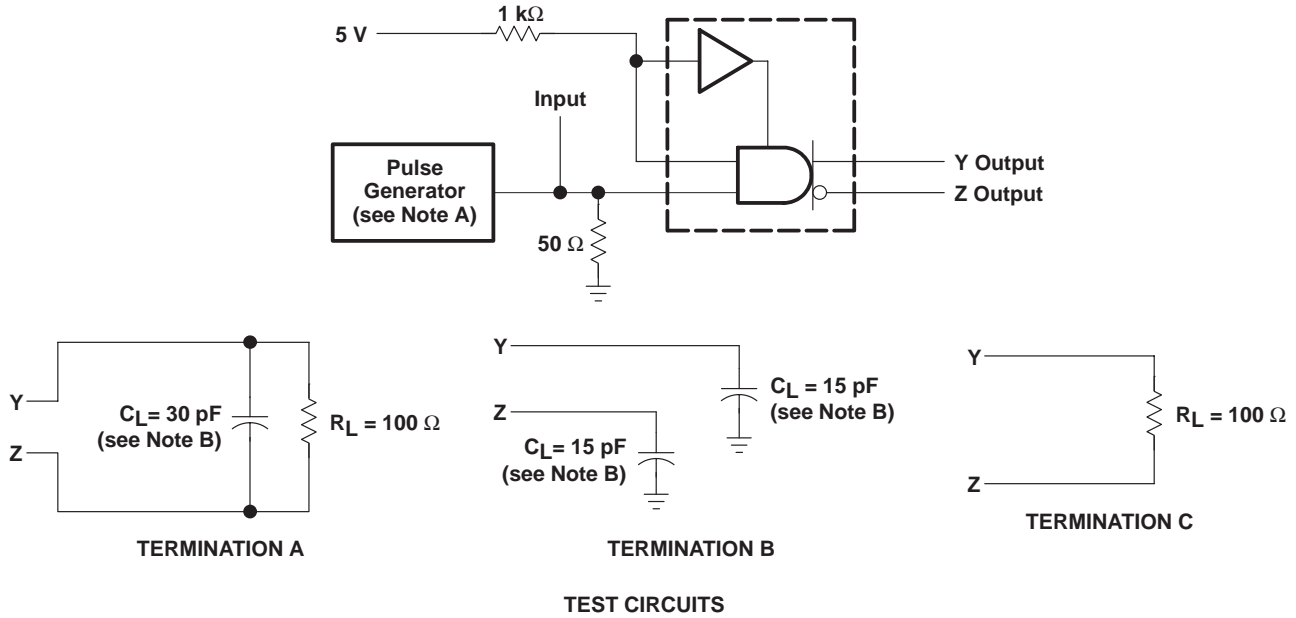 1 kΩ
5 V
Input
Pulse
Generator
(see Note A)
Y Output
Z Output
50 Ω
Y
CL= 30 pF
(see Note B)
RL = 100 Ω
Z
TERMINATION A
Y
CL = 15 pF
(see Note B)
Z
CL = 15 pF
(see Note B)
TERMINATION B
Y
RL = 100 Ω
Z
TERMINATION C
TEST CIRCUITS